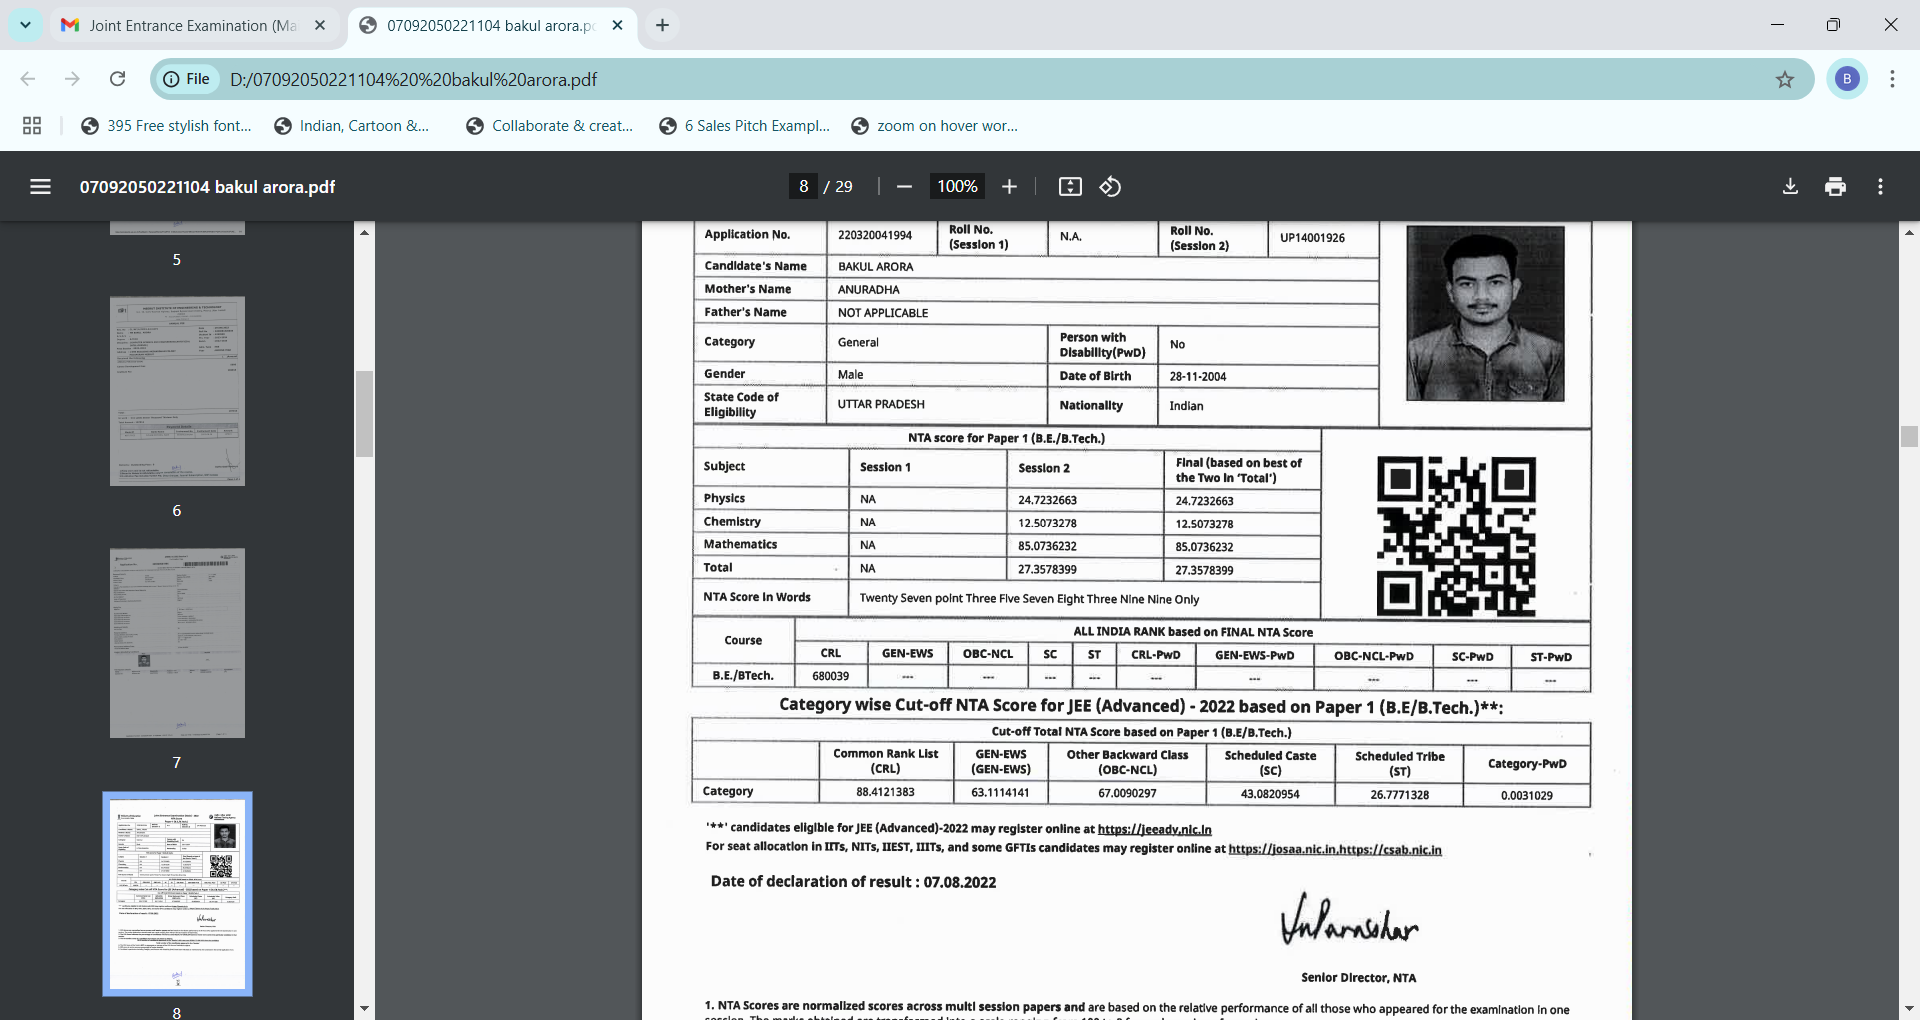 Joint Entrance Examination (Ma
07092050221104 bakul arora.p
File D:/07092050221104%20%20bakul%20arora.pdf
B
395 Free stylish font...
Indian, Cartoon &...
Collaborate & creat...
6 Sales Pitch Exampl...
zoom on hover wor...
07092050221104 bakul arora.pdf
8 / 29
100%
5
6
7
8
Application No. 220320041994 Roll No. (Session 1) N.A. Roll No. (Session 2) UP14001926
Candidate's Name BAKUL ARORA
Mother's Name ANURADHA
Father's Name NOT APPLICABLE
Category General Person with Disability(PwD) No
Gender Male Date of Birth 28-11-2004
State Code of Eligibility UTTAR PRADESH Nationality Indian
NTA score for Paper 1 (B.E./B.Tech.)
Subject Session 1 Session 2 Final (based on best of the Two in 'Total')
Physics NA 24.7232663 24.7232663
Chemistry NA 12.5073278 12.5073278
Mathematics NA 85.0736232 85.0736232
Total NA 27.3578399 27.3578399
NTA Score in Words Twenty Seven point Three Five Seven Eight Three Nine Nine Only
Course ALL INDIA RANK based on FINAL NTA Score
CRL GEN-EWS OBC-NCL SC ST CRL-PwD GEN-EWS-PwD OBC-NCL-PwD SC-PwD ST-PwD
B.E./BTech. 680039 --- --- --- --- --- --- --- --- ---
Category wise Cut-off NTA Score for JEE (Advanced) - 2022 based on Paper 1 (B.E/B.Tech.)**:
Cut-off Total NTA Score based on Paper 1 (B.E/B.Tech.)
Common Rank List (CRL) GEN-EWS (GEN-EWS) Other Backward Class (OBC-NCL) Scheduled Caste (SC) Scheduled Tribe (ST) Category-PwD
Category 88.4121383 63.1114141 67.0090297 43.0820954 26.7771328 0.0031029
'**' candidates eligible for JEE (Advanced)-2022 may register online at https://jeeadv.nic.in
For seat allocation in IITs, NITs, IIEST, IIITs, and some GFTIs candidates may register online at https://josaa.nic.in,https://csab.nic.in
Date of declaration of result : 07.08.2022
Senior Director, NTA
1. NTA Scores are normalized scores across multi session papers and are based on the relative performance of all those who appeared for the examination in one